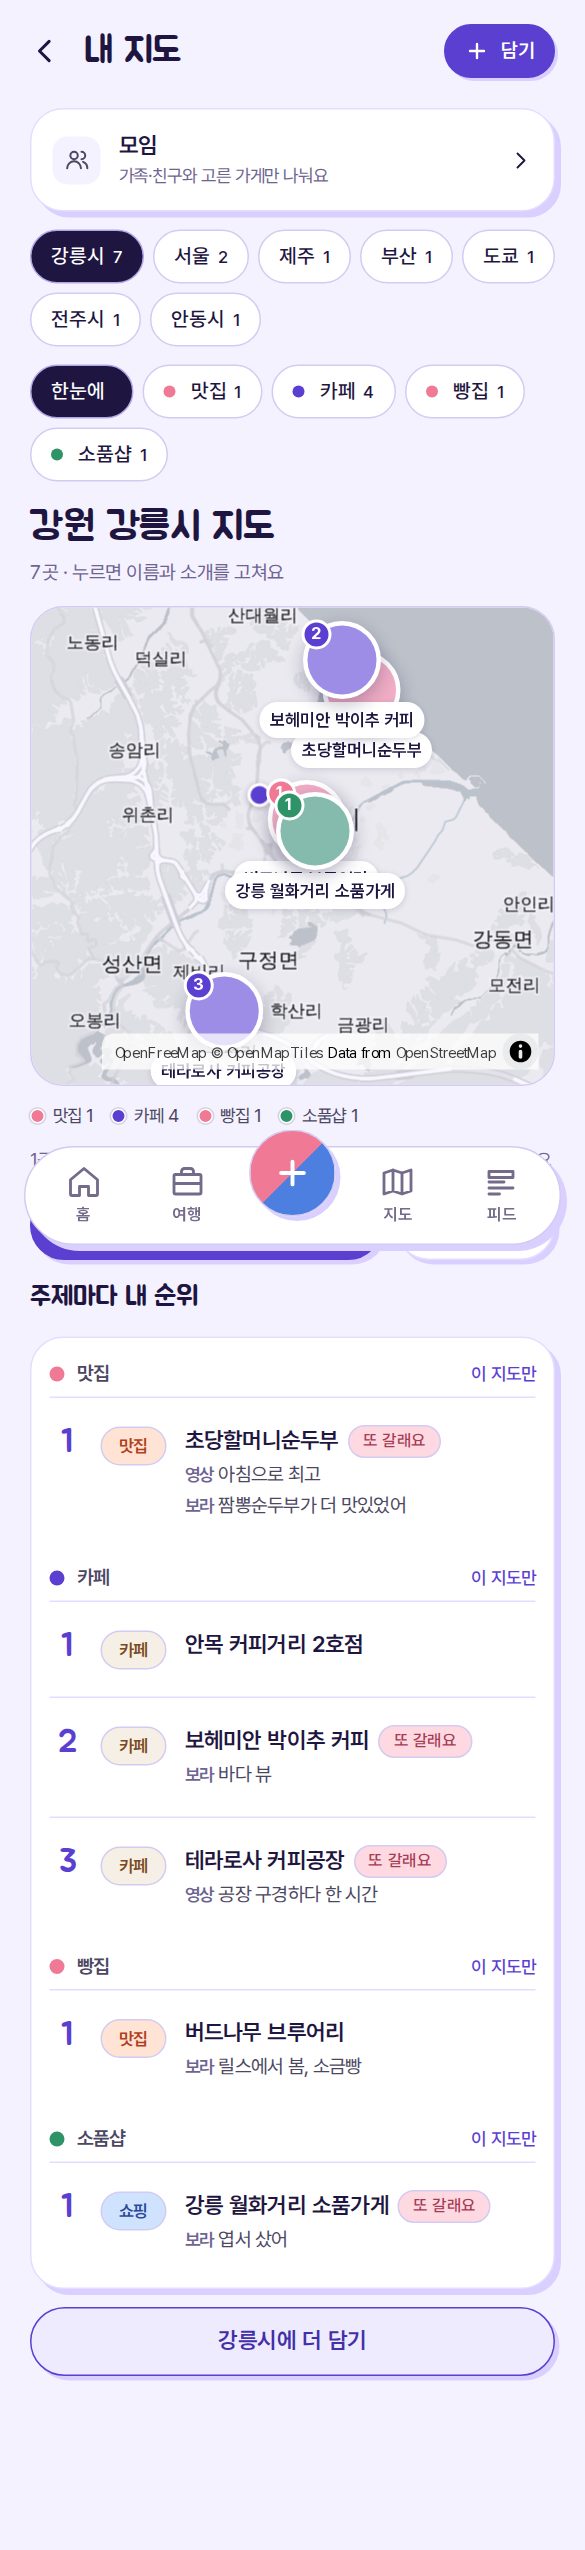 내 지도
담기
모임
가족·친구와 고른 가게만 나눠요
강릉시 7
서울 2
제주 1
부산 1
도쿄 1
전주시 1
안동시 1
한눈에
맛집 1
카페 4
빵집 1
소품샵 1
강원 강릉시 지도
7곳 · 누르면 이름과 소개를 고쳐요
산대월리
노동리
덕실리
2
보헤미안 박이추 커피
초당할머니순두부
송암리
위촌리
1
1
강릉 월화거리 소품가게
안인리
강동면
성산면
구정면
모전리
3
학산리
오봉리
금광리
OpenFreeMap © OpenMapTiles Data from OpenStreetMap
테라로사 커피공장
맛집 1
카페 4
빵집 1
소품샵 1
홈
여행
지도
피드
주제마다 내 순위
맛집
이 지도만
1
맛집
초당할머니순두부
또 갈래요
영상 아침으로 최고
보라 짬뽕순두부가 더 맛있었어
카페
이 지도만
1
카페
안목 커피거리 2호점
2
카페
보헤미안 박이추 커피
또 갈래요
보라 바다 뷰
3
카페
테라로사 커피공장
또 갈래요
영상 공장 구경하다 한 시간
빵집
이 지도만
1
맛집
버드나무 브루어리
보라 릴스에서 봄, 소금빵
소품샵
이 지도만
1
쇼핑
강릉 월화거리 소품가게
또 갈래요
보라 엽서 샀어
강릉시에 더 담기